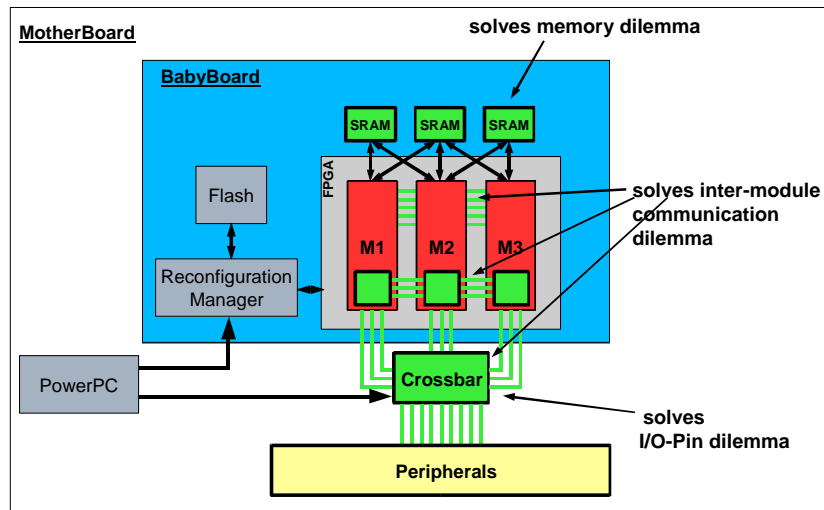 solves memory dilemma
MotherBoard
BabyBoard
SRAM
SRAM
SRAM
FPGA
Flash
solves inter-module
communication
dilemma
M1
M2
M3
Reconfiguration
Manager
PowerPC
Crossbar
solves
I/O-Pin dilemma
Peripherals